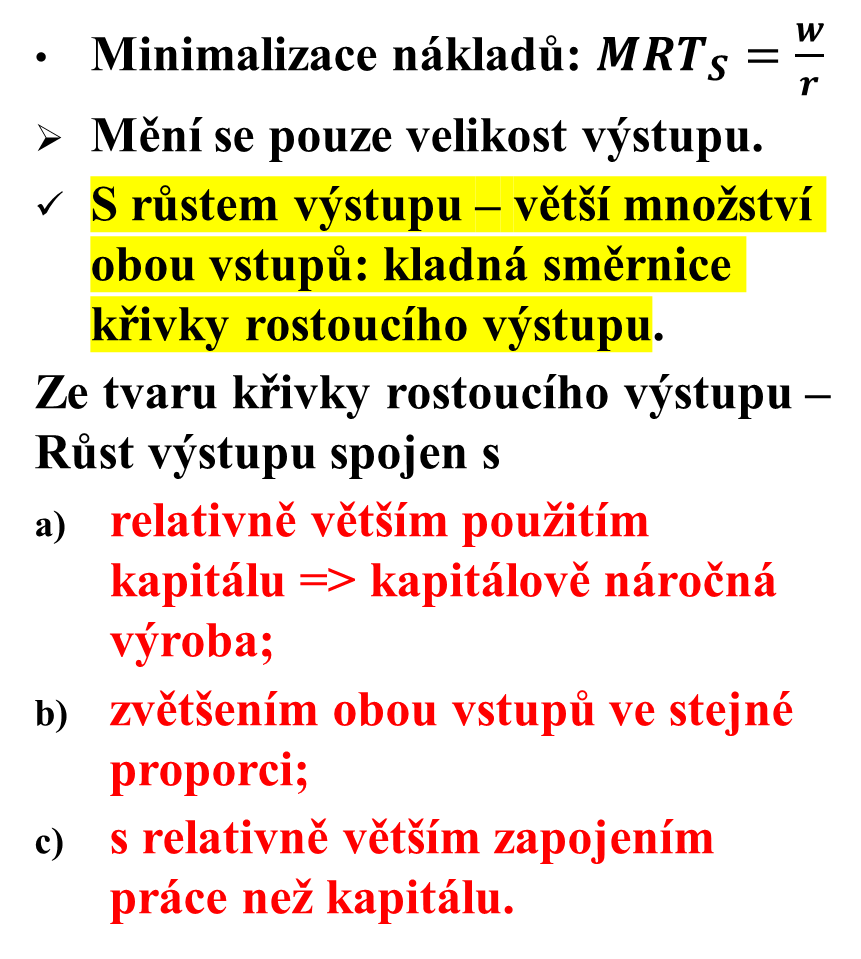 • Minimalizace nákladů: MRT_S = w/r
➢ Mění se pouze velikost výstupu.
✓ S růstem výstupu – větší množství
obou vstupů: kladná směrnice
křivky rostoucího výstupu.
Ze tvaru křivky rostoucího výstupu –
Růst výstupu spojen s
a) relativně větším použitím
kapitálu => kapitálově náročná
výroba;
b) zvětšením obou vstupů ve stejné
proporci;
c) s relativně větším zapojením
práce než kapitálu.